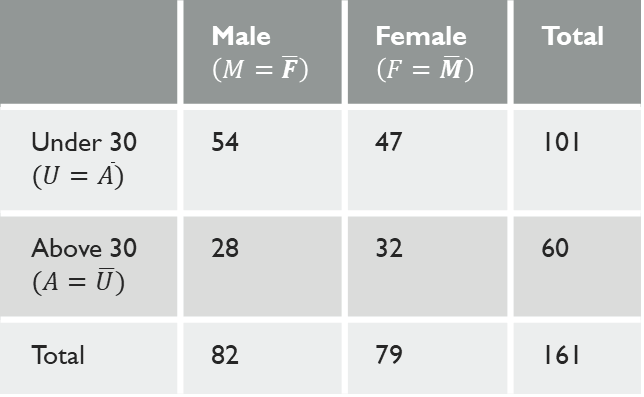 Male Female Total
(M = F̅) (F = M̅)
Under 30 54 47 101
(U = A̅)
Above 30 28 32 60
(A = U̅)
Total 82 79 161